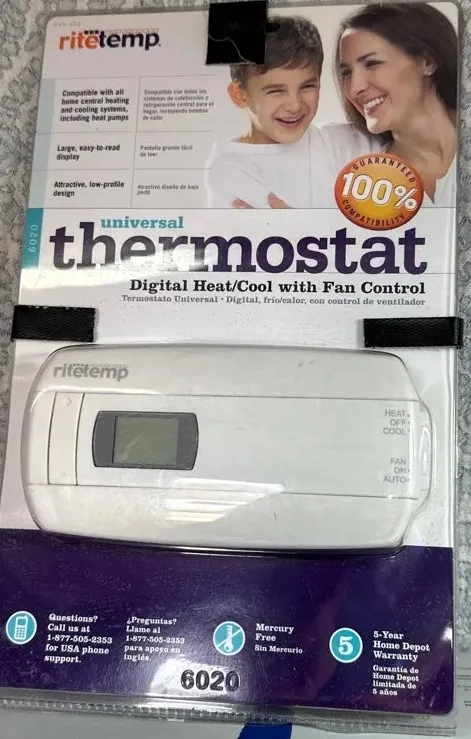 ritetemp
Compatible with all
home central heating
and cooling systems,
including heat pumps
Compatible con todos los
sistemas de calefacción y
refrigeración central para el
hogar, incluyendo bombas
de calor
Large, easy-to-read
display
Pantalla grande fácil
de leer
Attractive, low-profile
design
Atractivo diseño de bajo
perfil
GUARANTEED
100%
COMPATIBILITY
6020
universal
thermostat
Digital Heat/Cool with Fan Control
Termostato Universal • Digital, frío/calor, con control de ventilador
ritetemp
HEAT
OFF
COOL
FAN
ON
AUTO
Questions?
Call us at
1-877-505-2353
for USA phone
support.
¿Preguntas?
Llame al
1-877-505-2353
para apoyo en
inglés.
Mercury
Free
Sin Mercurio
5
5-Year
Home Depot
Warranty
Garantía de
Home Depot
limitada de
5 años
6020